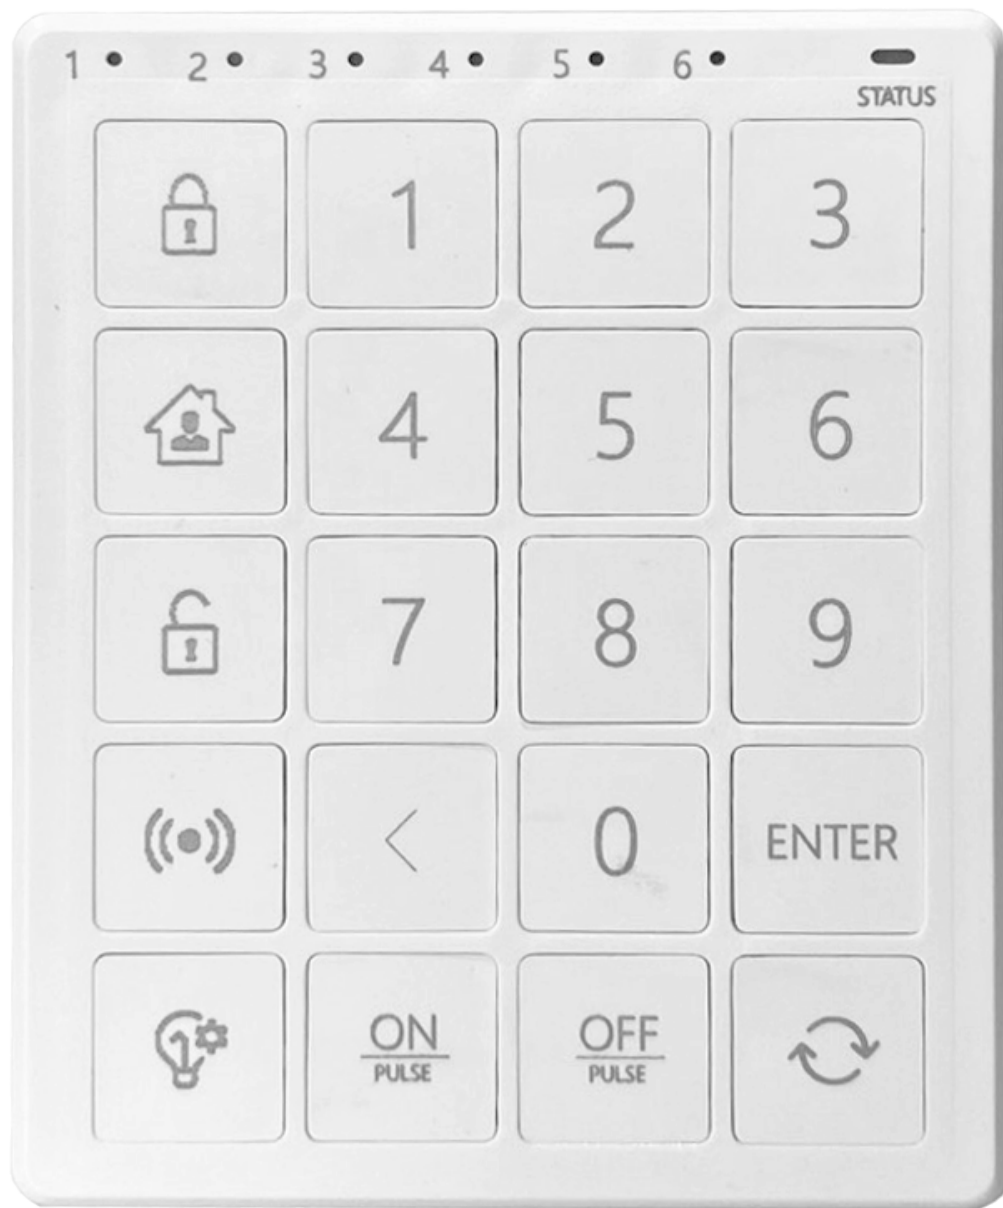 1 2 3 4 5 6
STATUS
1 2 3
4 5 6
7 8 9
< 0 ENTER
ON OFF
PULSE PULSE